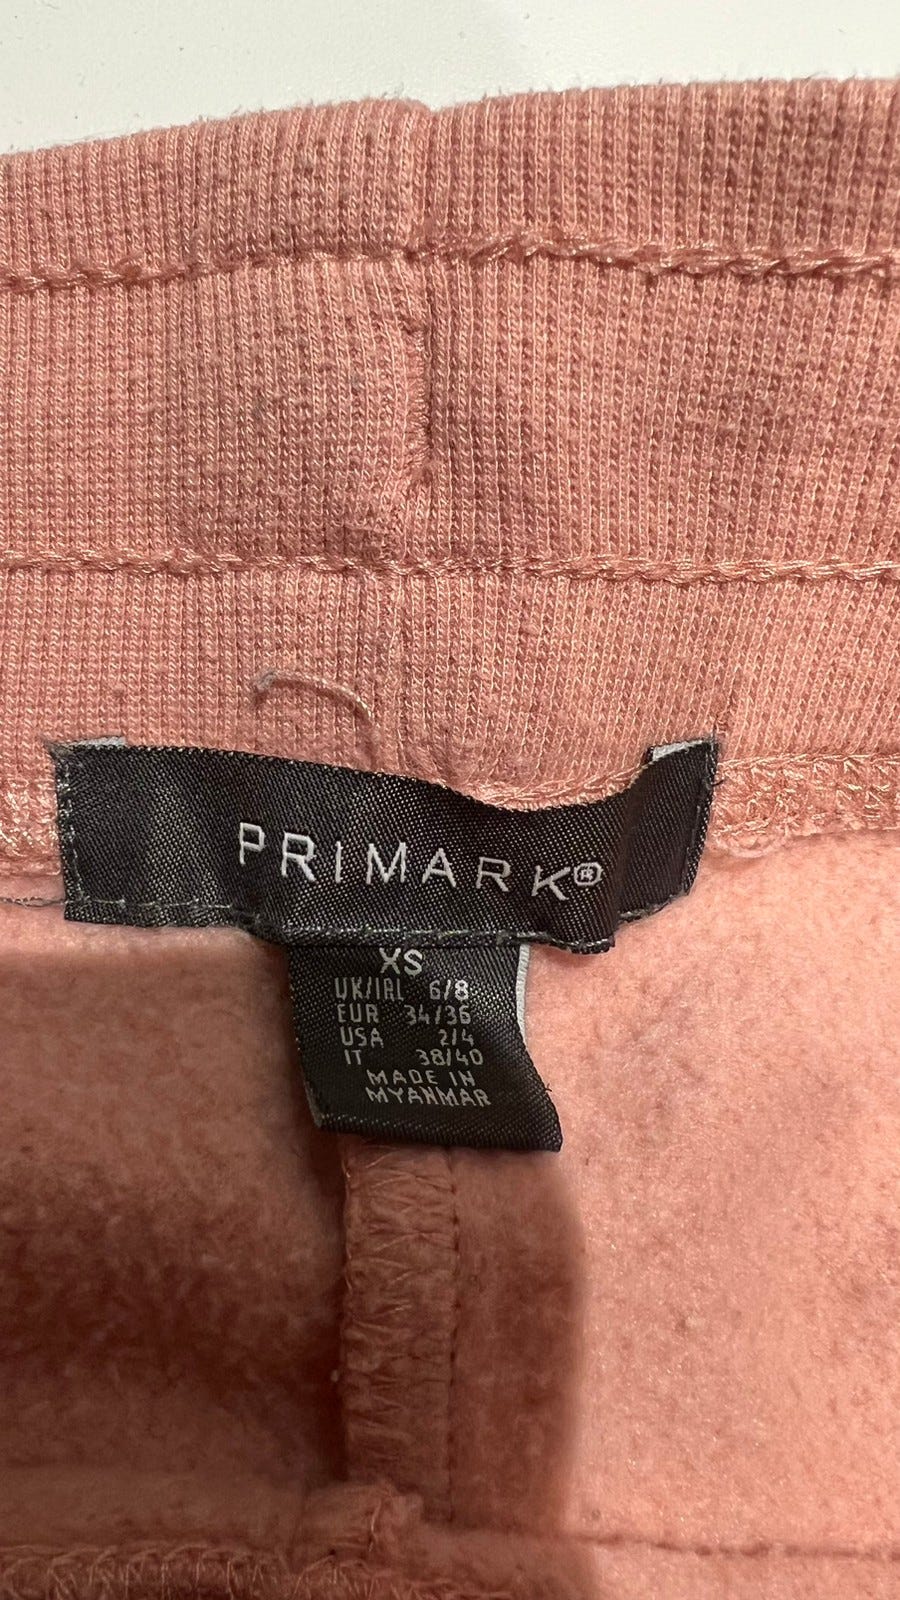 PRIMARK®
XS
UK/IRL 6/8
EUR 34/36
USA 2/4
IT 38/40
MADE IN
MYANMAR